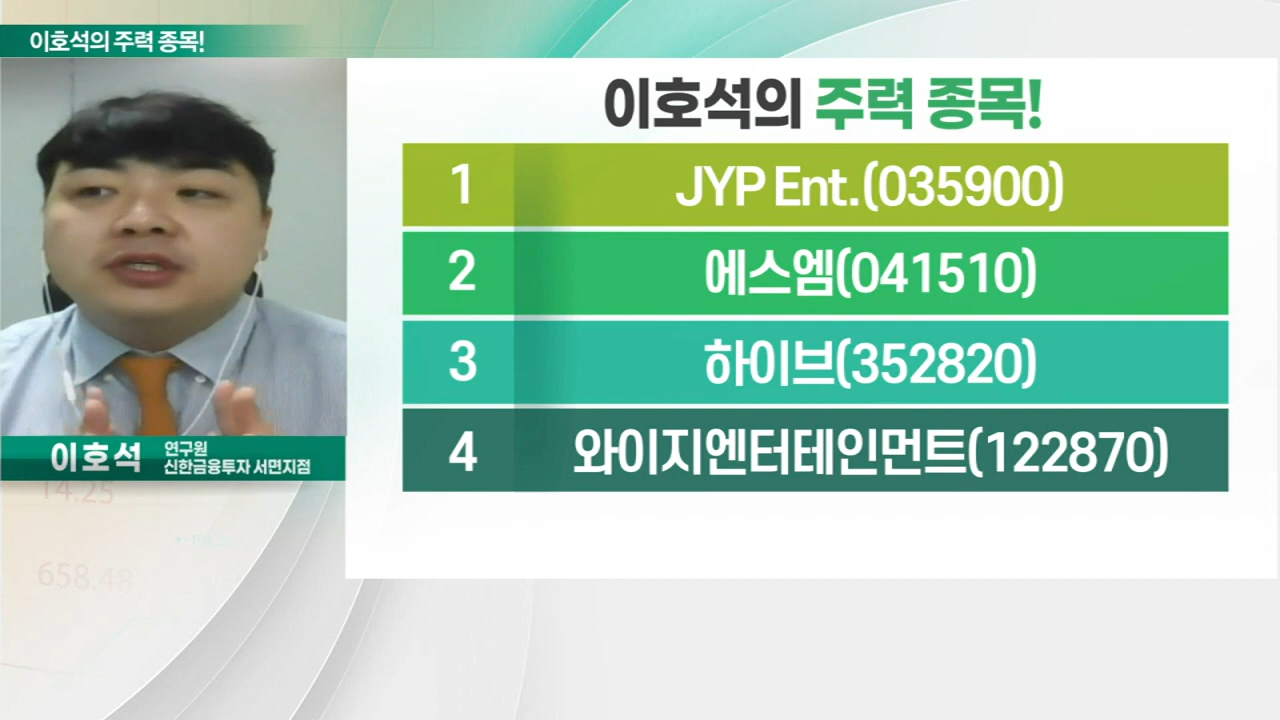 이호석의 주력 종목!
이호석의 주력 종목!
1 JYP Ent.(035900)
2 에스엠(041510)
3 하이브(352820)
4 와이지엔터테인먼트(122870)
이호석 연구원
신한금융투자 서면지점
14.25
658.48